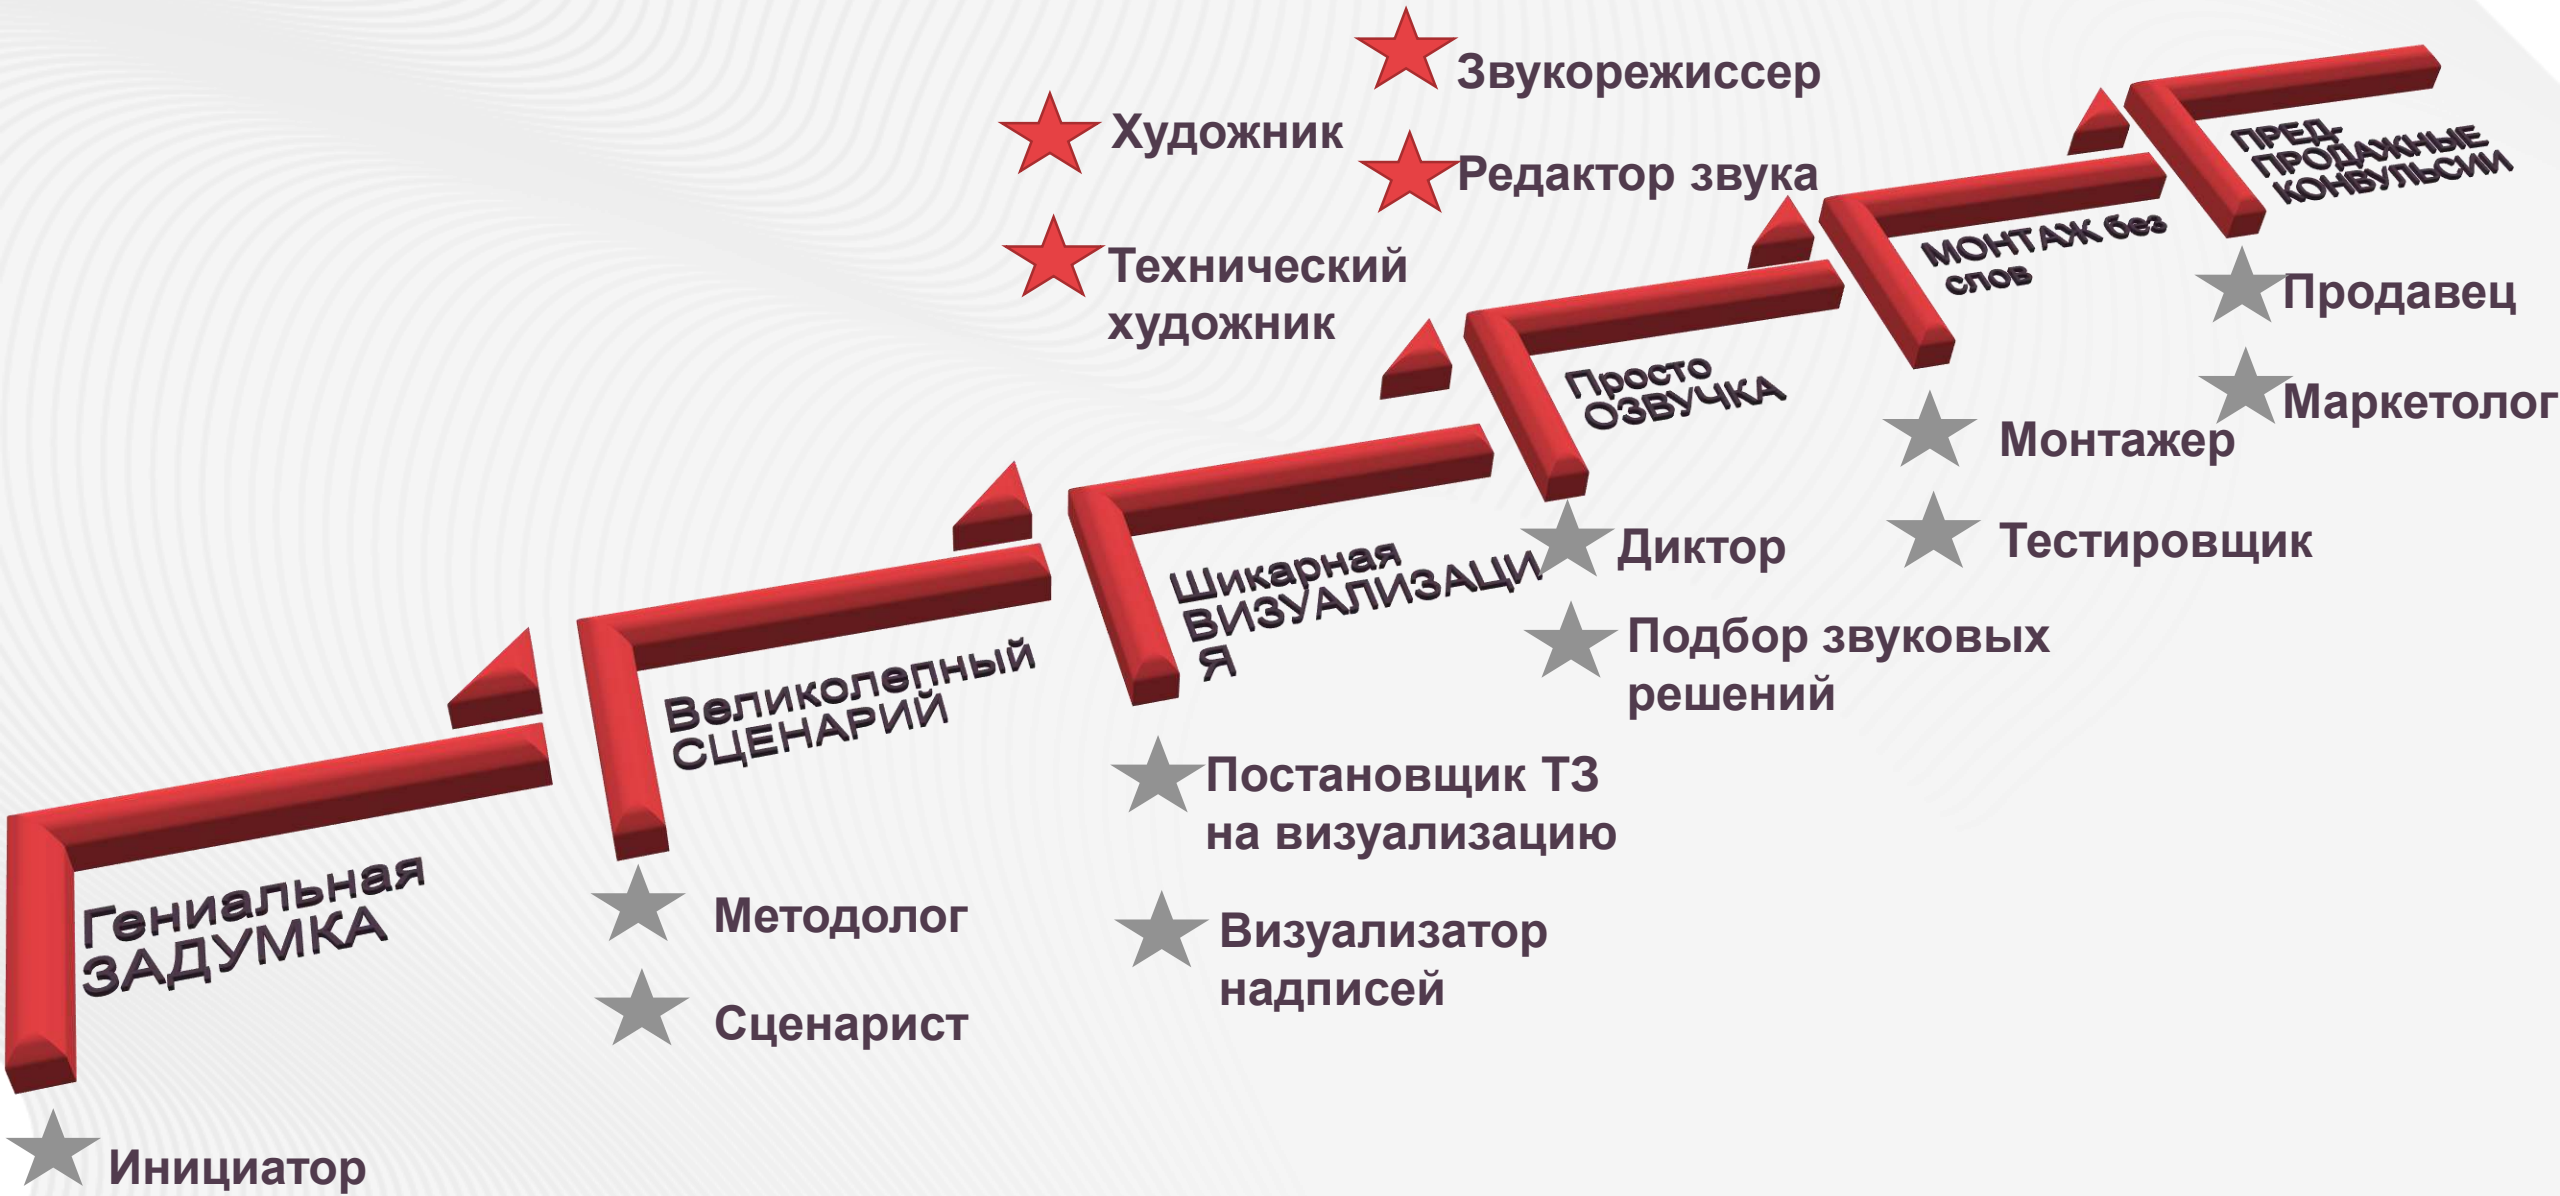 Звукорежиссер
Художник
Редактор звука
Технический
художник
ПРЕД-
ПРОДАЖНЫЕ
КОНВУЛЬСИИ
МОНТАЖ без
слов
Продавец
Маркетолог
Просто
ОЗВУЧКА
Монтажер
Тестировщик
Диктор
Подбор звуковых
решений
Шикарная
ВИЗУАЛИЗАЦИ
Я
Великолепный
СЦЕНАРИЙ
Постановщик ТЗ
на визуализацию
Визуализатор
надписей
Гениальная
ЗАДУМКА
Методолог
Сценарист
Инициатор